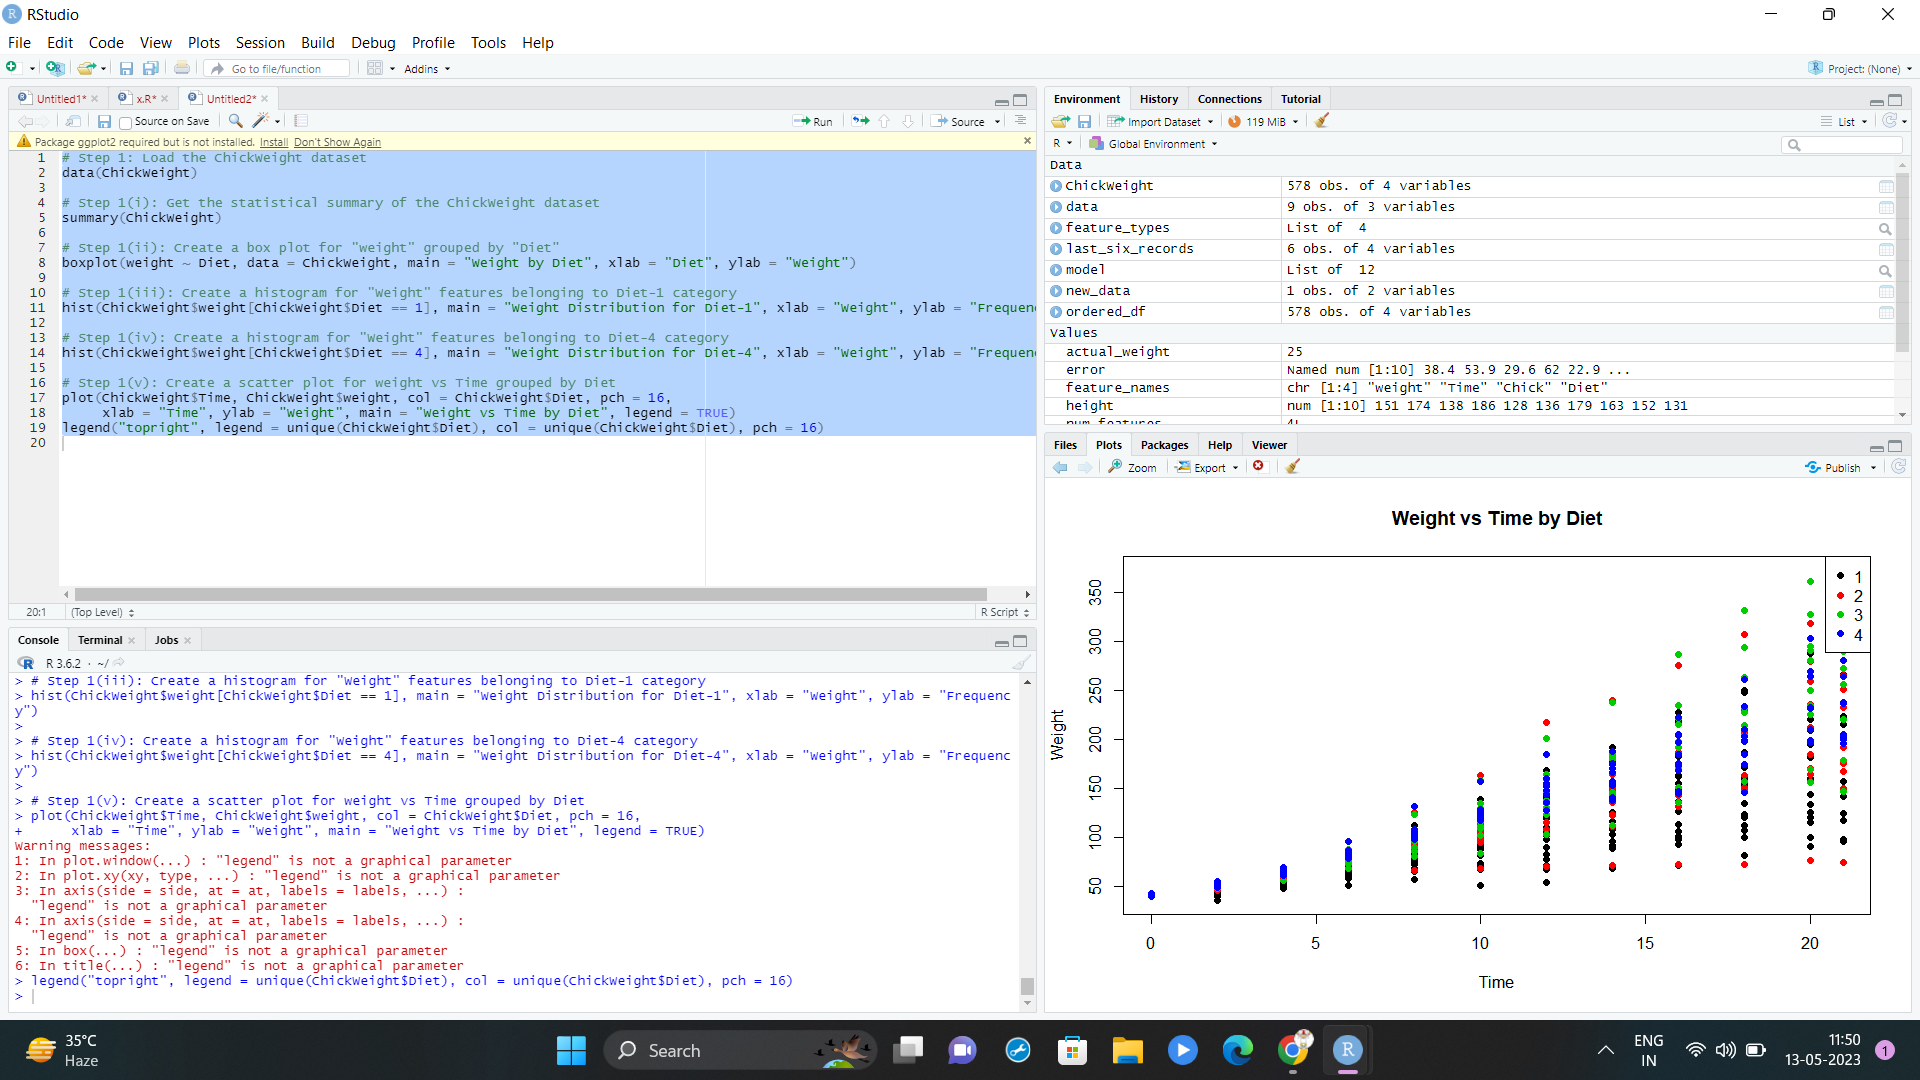 RStudio
File Edit Code View Plots Session Build Debug Profile Tools Help
Go to file/function Addins Project: (None)
Untitled1* x.R* Untitled2*
Source on Save Run Source
Package ggplot2 required but is not installed. Install Don't Show Again
1 # Step 1: Load the ChickWeight dataset
2 data(ChickWeight)
3
4 # Step 1(i): Get the statistical summary of the ChickWeight dataset
5 summary(ChickWeight)
6
7 # Step 1(ii): Create a box plot for "weight" grouped by "Diet"
8 boxplot(weight ~ Diet, data = ChickWeight, main = "Weight by Diet", xlab = "Diet", ylab = "Weight")
9
10 # Step 1(iii): Create a histogram for "Weight" features belonging to Diet-1 category
11 hist(ChickWeight$weight[ChickWeight$Diet == 1], main = "Weight Distribution for Diet-1", xlab = "Weight", ylab = "Frequen
12
13 # Step 1(iv): Create a histogram for "Weight" features belonging to Diet-4 category
14 hist(ChickWeight$weight[ChickWeight$Diet == 4], main = "Weight Distribution for Diet-4", xlab = "Weight", ylab = "Frequen
15
16 # Step 1(v): Create a scatter plot for weight vs Time grouped by Diet
17 plot(ChickWeight$Time, ChickWeight$weight, col = ChickWeight$Diet, pch = 16,
18 xlab = "Time", ylab = "Weight", main = "Weight vs Time by Diet", legend = TRUE)
19 legend("topright", legend = unique(ChickWeight$Diet), col = unique(ChickWeight$Diet), pch = 16)
20
20:1 (Top Level) R Script
Console Terminal Jobs
R 3.6.2 · ~/
> # Step 1(iii): Create a histogram for "Weight" features belonging to Diet-1 category
> hist(ChickWeight$weight[ChickWeight$Diet == 1], main = "Weight Distribution for Diet-1", xlab = "Weight", ylab = "Frequenc
y")
>
> # Step 1(iv): Create a histogram for "Weight" features belonging to Diet-4 category
> hist(ChickWeight$weight[ChickWeight$Diet == 4], main = "Weight Distribution for Diet-4", xlab = "Weight", ylab = "Frequenc
y")
>
> # Step 1(v): Create a scatter plot for weight vs Time grouped by Diet
> plot(ChickWeight$Time, ChickWeight$weight, col = ChickWeight$Diet, pch = 16,
+ xlab = "Time", ylab = "Weight", main = "Weight vs Time by Diet", legend = TRUE)
Warning messages:
1: In plot.window(...) : "legend" is not a graphical parameter
2: In plot.xy(xy, type, ...) : "legend" is not a graphical parameter
3: In axis(side = side, at = at, labels = labels, ...) :
"legend" is not a graphical parameter
4: In axis(side = side, at = at, labels = labels, ...) :
"legend" is not a graphical parameter
5: In box(...) : "legend" is not a graphical parameter
6: In title(...) : "legend" is not a graphical parameter
> legend("topright", legend = unique(ChickWeight$Diet), col = unique(ChickWeight$Diet), pch = 16)
>
Environment History Connections Tutorial
Import Dataset 119 MiB List
R Global Environment
Data
ChickWeight 578 obs. of 4 variables
data 9 obs. of 3 variables
feature_types List of 4
last_six_records 6 obs. of 4 variables
model List of 12
new_data 1 obs. of 2 variables
ordered_df 578 obs. of 4 variables
Values
actual_weight 25
error Named num [1:10] 38.4 53.9 29.6 62 22.9 ...
feature_names chr [1:4] "weight" "Time" "Chick" "Diet"
height num [1:10] 151 174 138 186 128 136 179 163 152 131
num_features 4L
Files Plots Packages Help Viewer
Zoom Export Publish
Weight vs Time by Diet
1
2
3
4
350
300
250
200
150
100
50
Weight
0 5 10 15 20
Time
35°C
Haze
Search
ENG
IN
11:50
13-05-2023
1